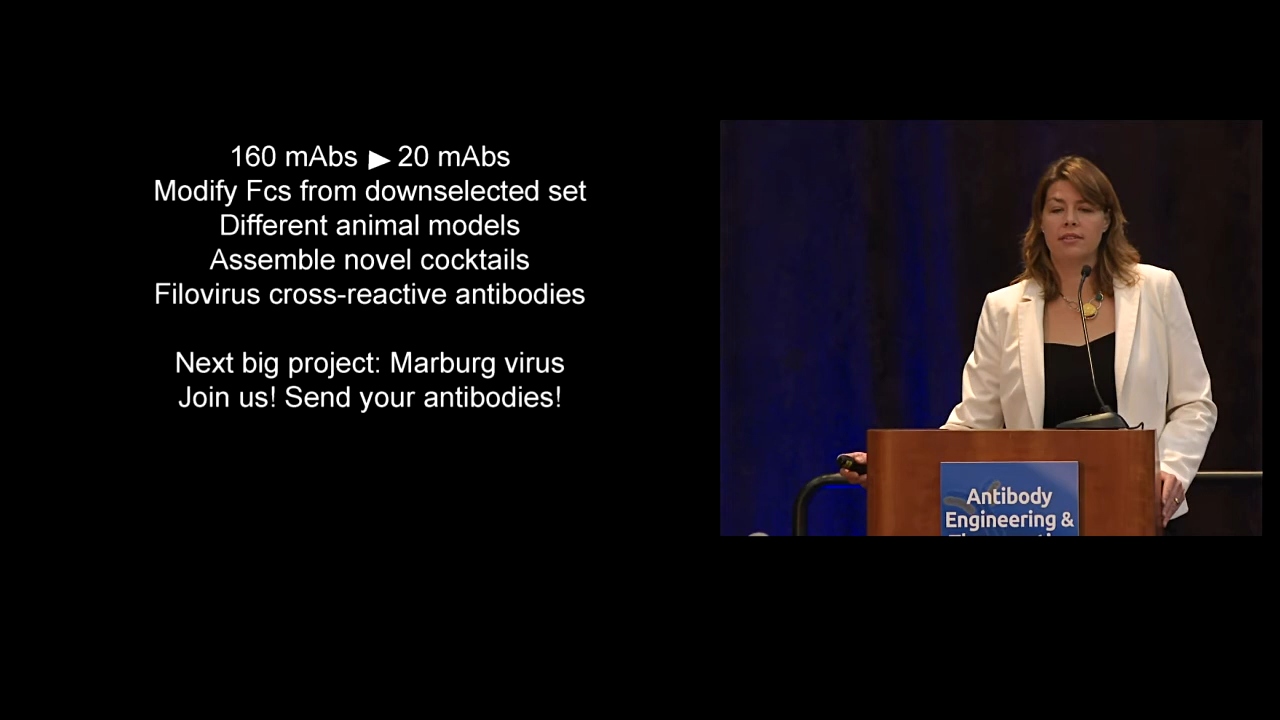 160 mAbs ▶ 20 mAbs
Modify Fcs from downselected set
Different animal models
Assemble novel cocktails
Filovirus cross-reactive antibodies
Next big project: Marburg virus
Join us! Send your antibodies!
Antibody
Engineering &